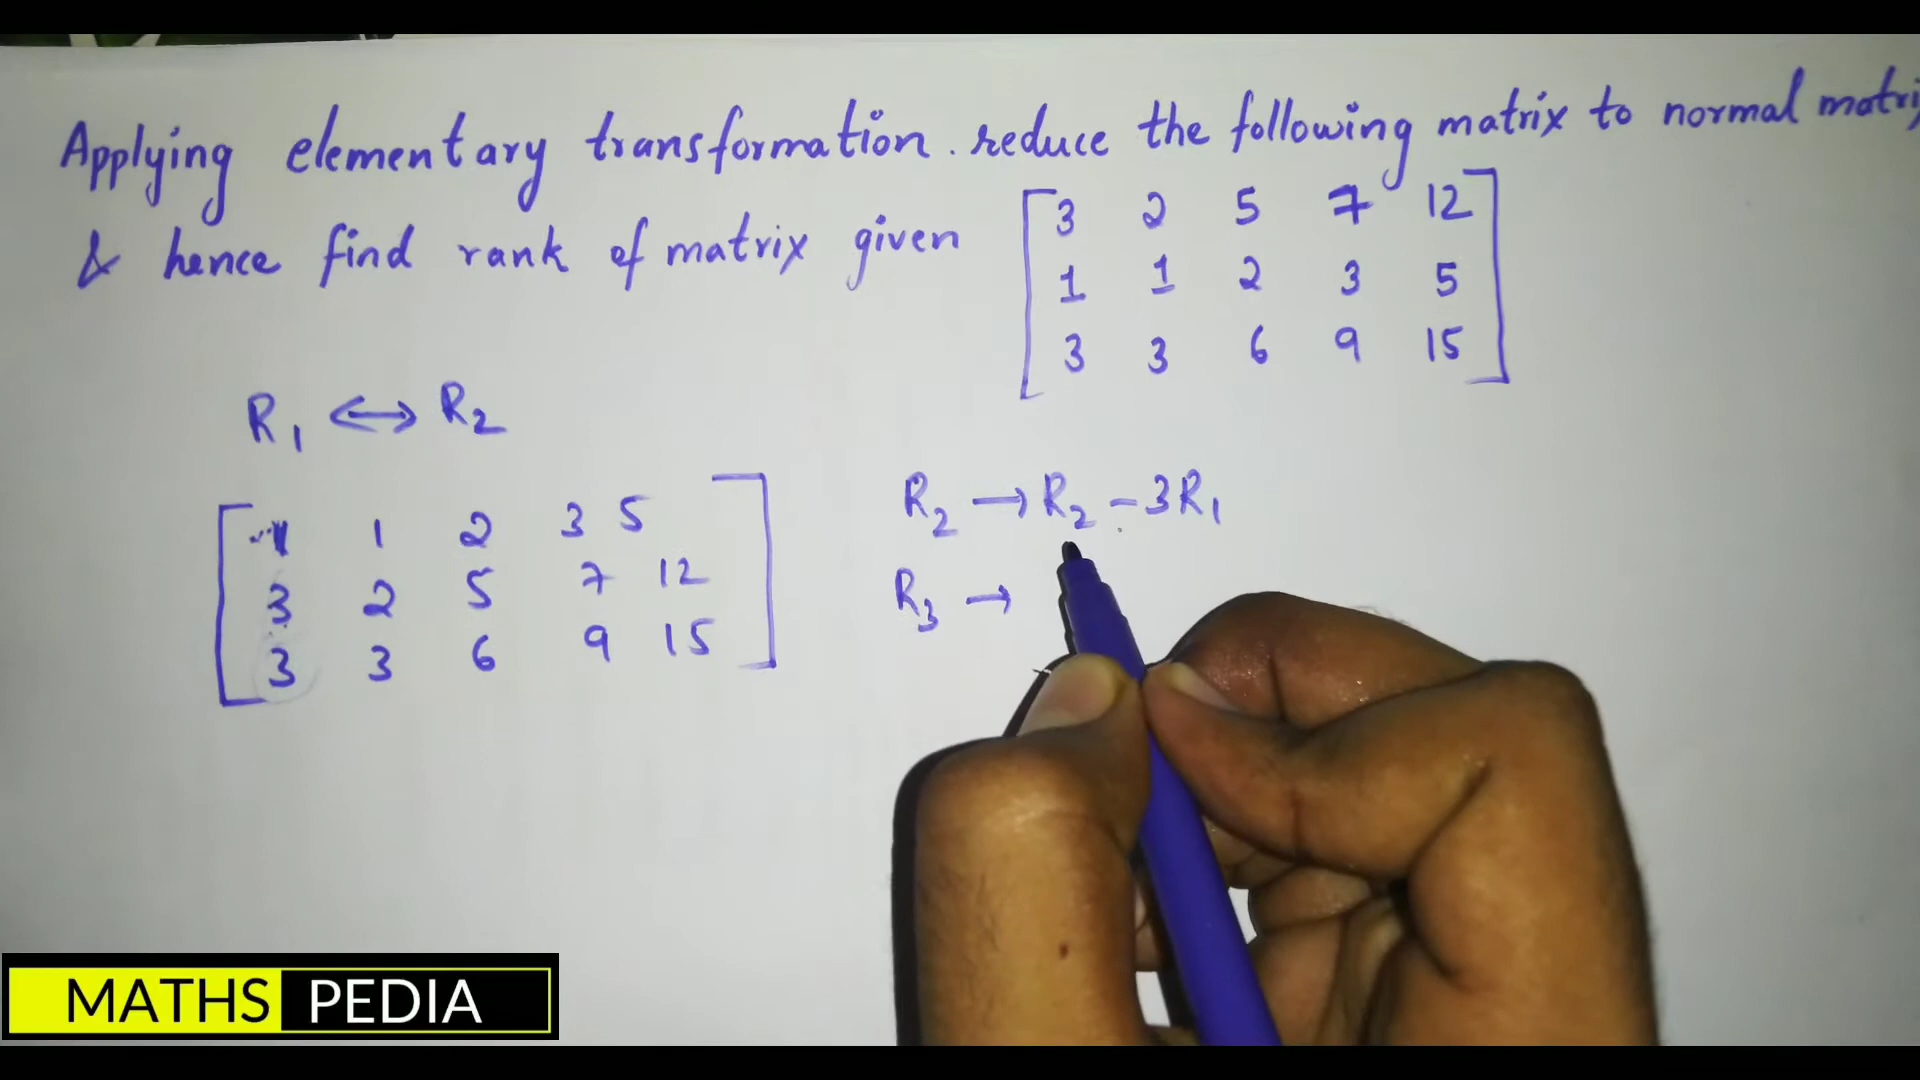 Applying elementary transformation. reduce the following matrix to normal matri
& hence find rank of matrix given
3 2 5 7 12
1 1 2 3 5
3 3 6 9 15
R1 ↔ R2
1 1 2 3 5
3 2 5 7 12
3 3 6 9 15
R2 → R2 - 3R1
R3 →
MATHS PEDIA